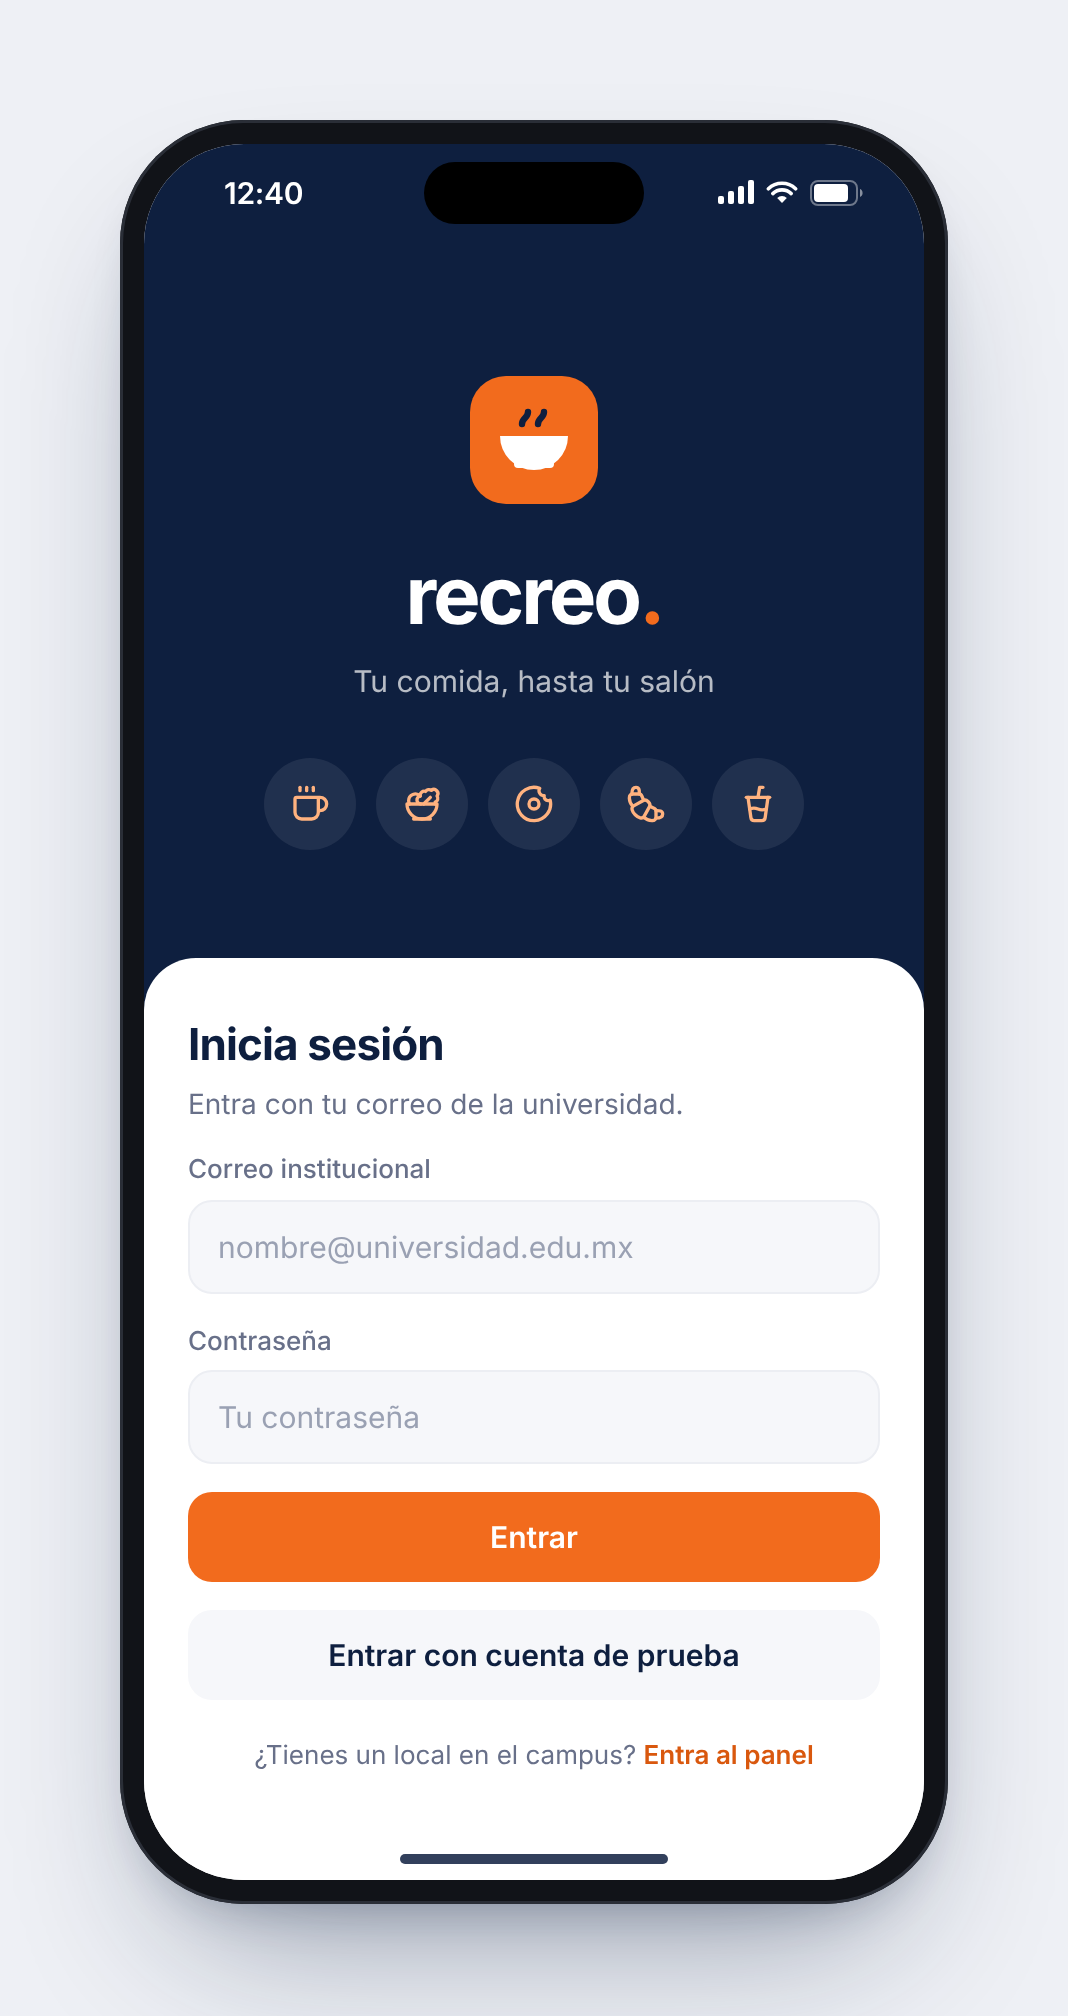 12:40
recreo.
Tu comida, hasta tu salón
Inicia sesión
Entra con tu correo de la universidad.
Correo institucional
nombre@universidad.edu.mx
Contraseña
Tu contraseña
Entrar
Entrar con cuenta de prueba
¿Tienes un local en el campus? Entra al panel